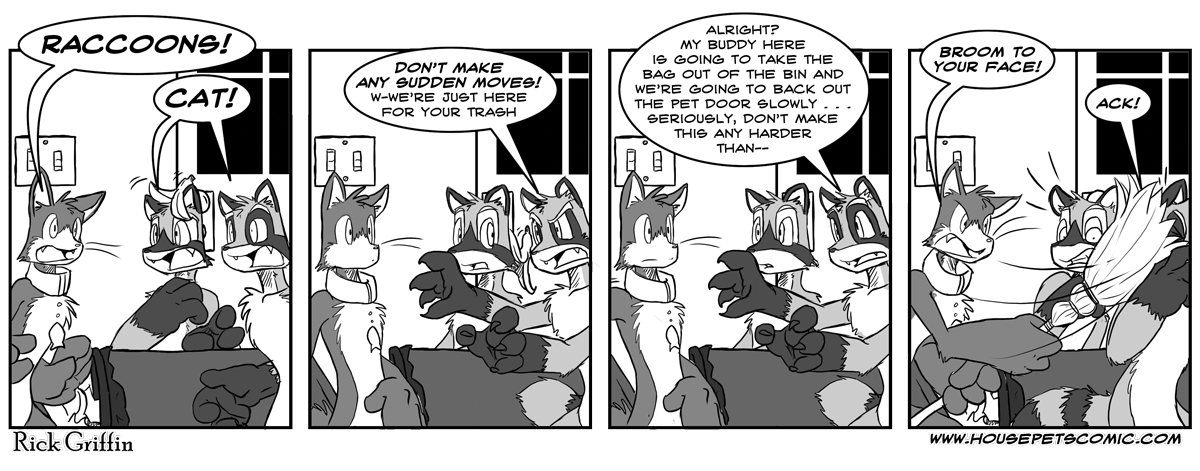 RACCOONS!
CAT!
DON'T MAKE
ANY SUDDEN MOVES!
W-WE'RE JUST HERE
FOR YOUR TRASH
ALRIGHT?
MY BUDDY HERE
IS GOING TO TAKE THE
BAG OUT OF THE BIN AND
WE'RE GOING TO BACK OUT
THE PET DOOR SLOWLY . . .
SERIOUSLY, DON'T MAKE
THIS ANY HARDER
THAN--
BROOM TO
YOUR FACE!
ACK!
Rick Griffin
WWW.HOUSEPETSCOMIC.COM